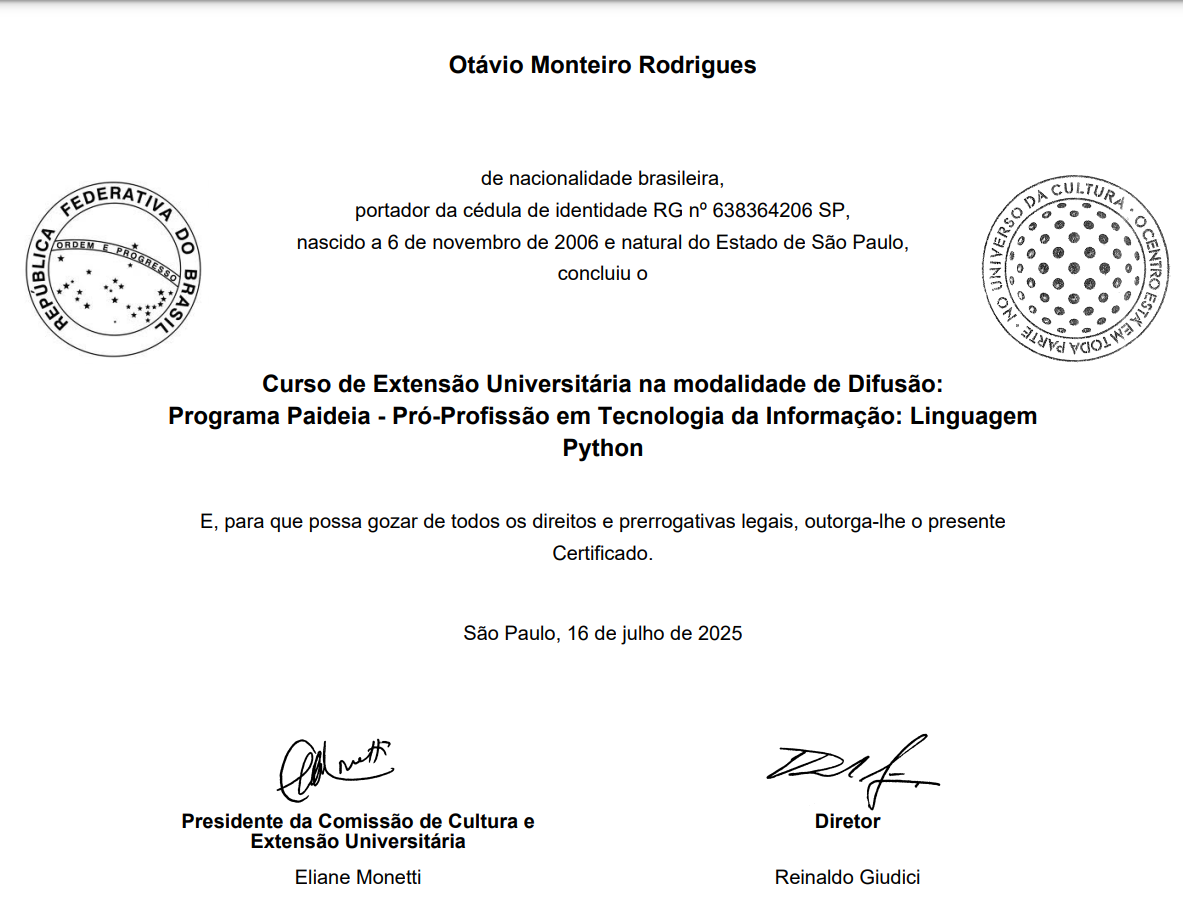 Otávio Monteiro Rodrigues
de nacionalidade brasileira,
portador da cédula de identidade RG nº 638364206 SP,
nascido a 6 de novembro de 2006 e natural do Estado de São Paulo,
concluiu o
REPÚBLICA FEDERATIVA DO BRASIL
ORDEM E PROGRESSO
NO UNIVERSO DA CULTURA · O CENTRO ESTÁ EM TODA PARTE ·
Curso de Extensão Universitária na modalidade de Difusão:
Programa Paideia - Pró-Profissão em Tecnologia da Informação: Linguagem
Python
E, para que possa gozar de todos os direitos e prerrogativas legais, outorga-lhe o presente
Certificado.
São Paulo, 16 de julho de 2025
Presidente da Comissão de Cultura e
Extensão Universitária
Eliane Monetti
Diretor
Reinaldo Giudici